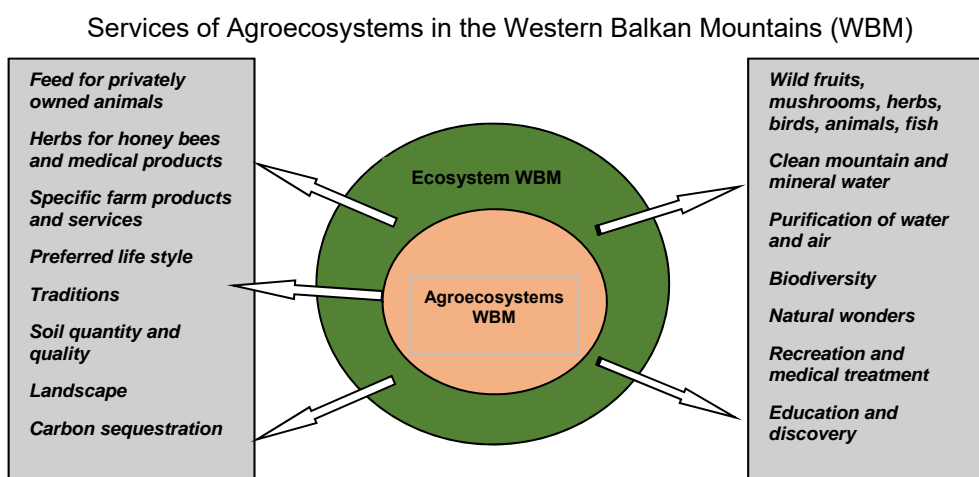 Services of Agroecosystems in the Western Balkan Mountains (WBM)
Feed for privately
owned animals
Herbs for honey bees
and medical products
Specific farm products
and services
Preferred life style
Traditions
Soil quantity and
quality
Landscape
Carbon sequestration
Ecosystem WBM
Agroecosystems
WBM
Wild fruits,
mushrooms, herbs,
birds, animals, fish
Clean mountain and
mineral water
Purification of water
and air
Biodiversity
Natural wonders
Recreation and
medical treatment
Education and
discovery